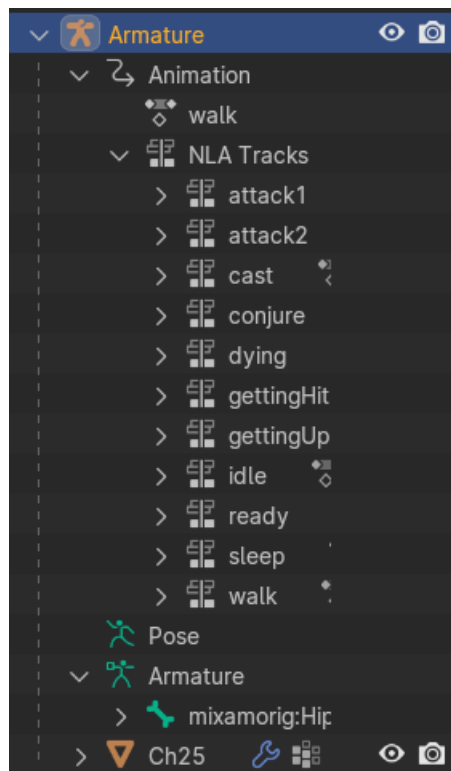 Armature
Animation
walk
NLA Tracks
attack1
attack2
cast
conjure
dying
gettingHit
gettingUp
idle
ready
sleep
walk
Pose
Armature
mixamorig:Hip
Ch25